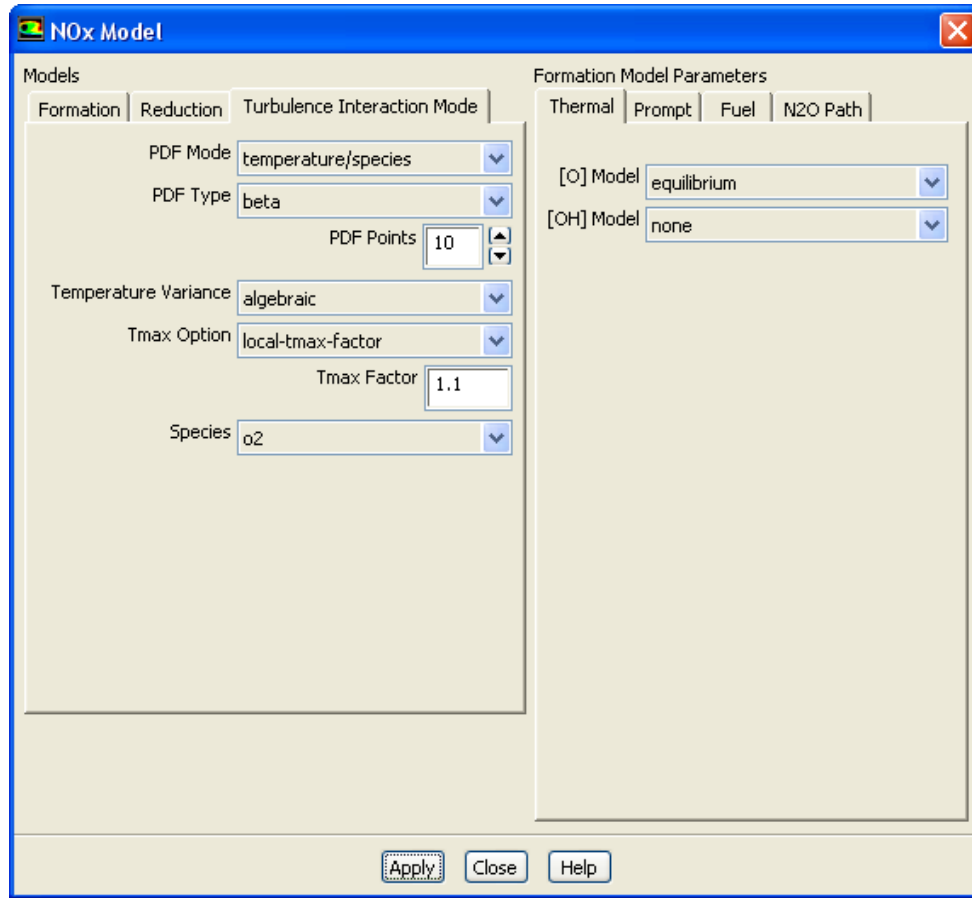 NOx Model
Models
Formation Reduction Turbulence Interaction Mode
PDF Mode temperature/species
PDF Type beta
PDF Points 10
Temperature Variance algebraic
Tmax Option local-tmax-factor
Tmax Factor 1.1
Species o2
Formation Model Parameters
Thermal Prompt Fuel N2O Path
[O] Model equilibrium
[OH] Model none
Apply Close Help